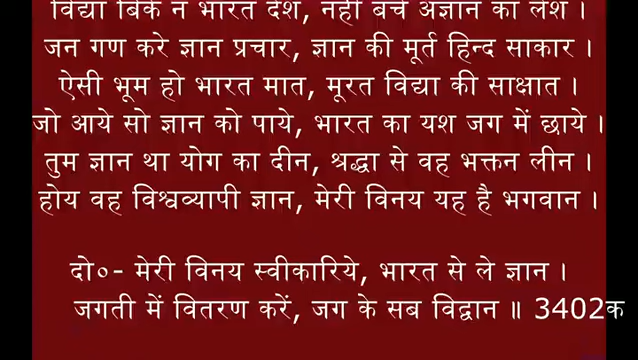 विद्या बिके न भारत देश, नहीं बचे अज्ञान का लेश ।
जन गण करे ज्ञान प्रचार, ज्ञान की मूर्त हिन्द साकार ।
ऐसी भूम हो भारत मात, मूरत विद्या की साक्षात ।
जो आये सो ज्ञान को पाये, भारत का यश जग में छाये ।
तुम ज्ञान था योग का दीन, श्रद्धा से वह भक्तन लीन ।
होय वह विश्वव्यापी ज्ञान, मेरी विनय यह है भगवान ।
दो०- मेरी विनय स्वीकारिये, भारत से ले ज्ञान ।
जगती में वितरण करें, जग के सब विद्वान ॥ 3402क